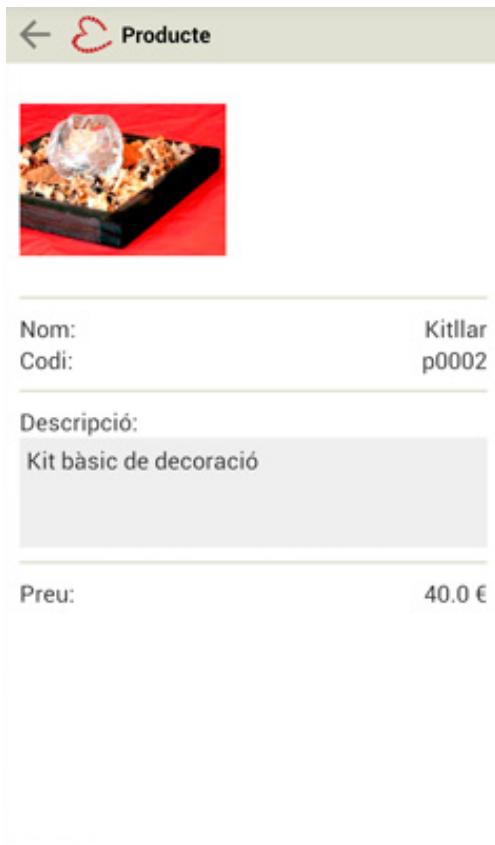 Producte
Nom: Kitllar
Codi: p0002
Descripció:
Kit bàsic de decoració
Preu: 40.0 €